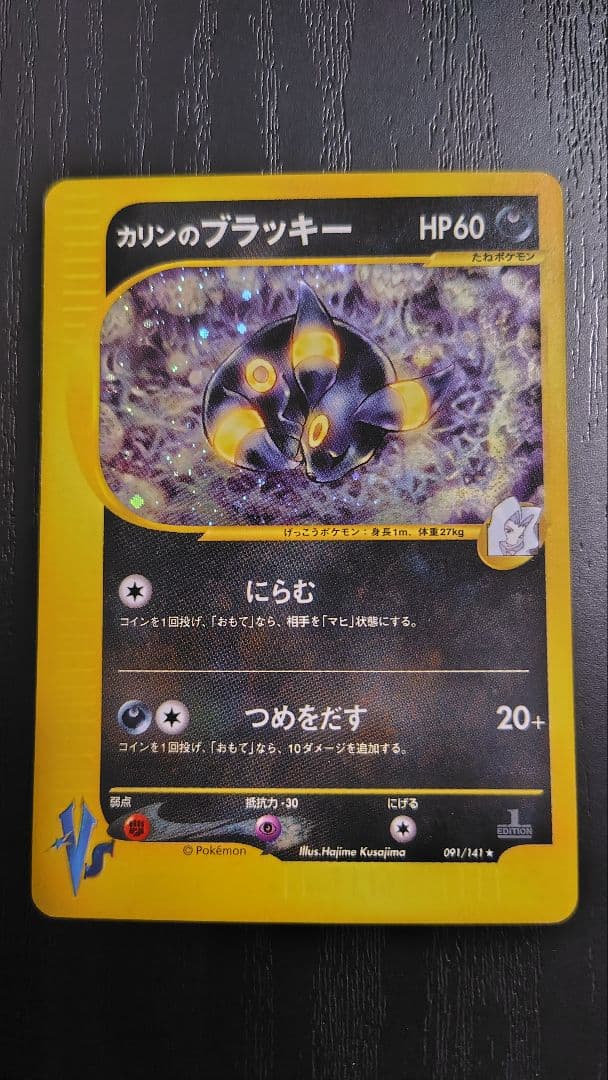 カリンのブラッキー HP60
たねポケモン
げっこうポケモン：身長1m、体重27kg
にらむ
コインを1回投げ、「おもて」なら、相手を「マヒ」状態にする。
つめをだす 20+
コインを1回投げ、「おもて」なら、10ダメージを追加する。
弱点 抵抗力-30 にげる
1
EDITION
VS
©Pokémon Illus.Hajime Kusajima 091/141★